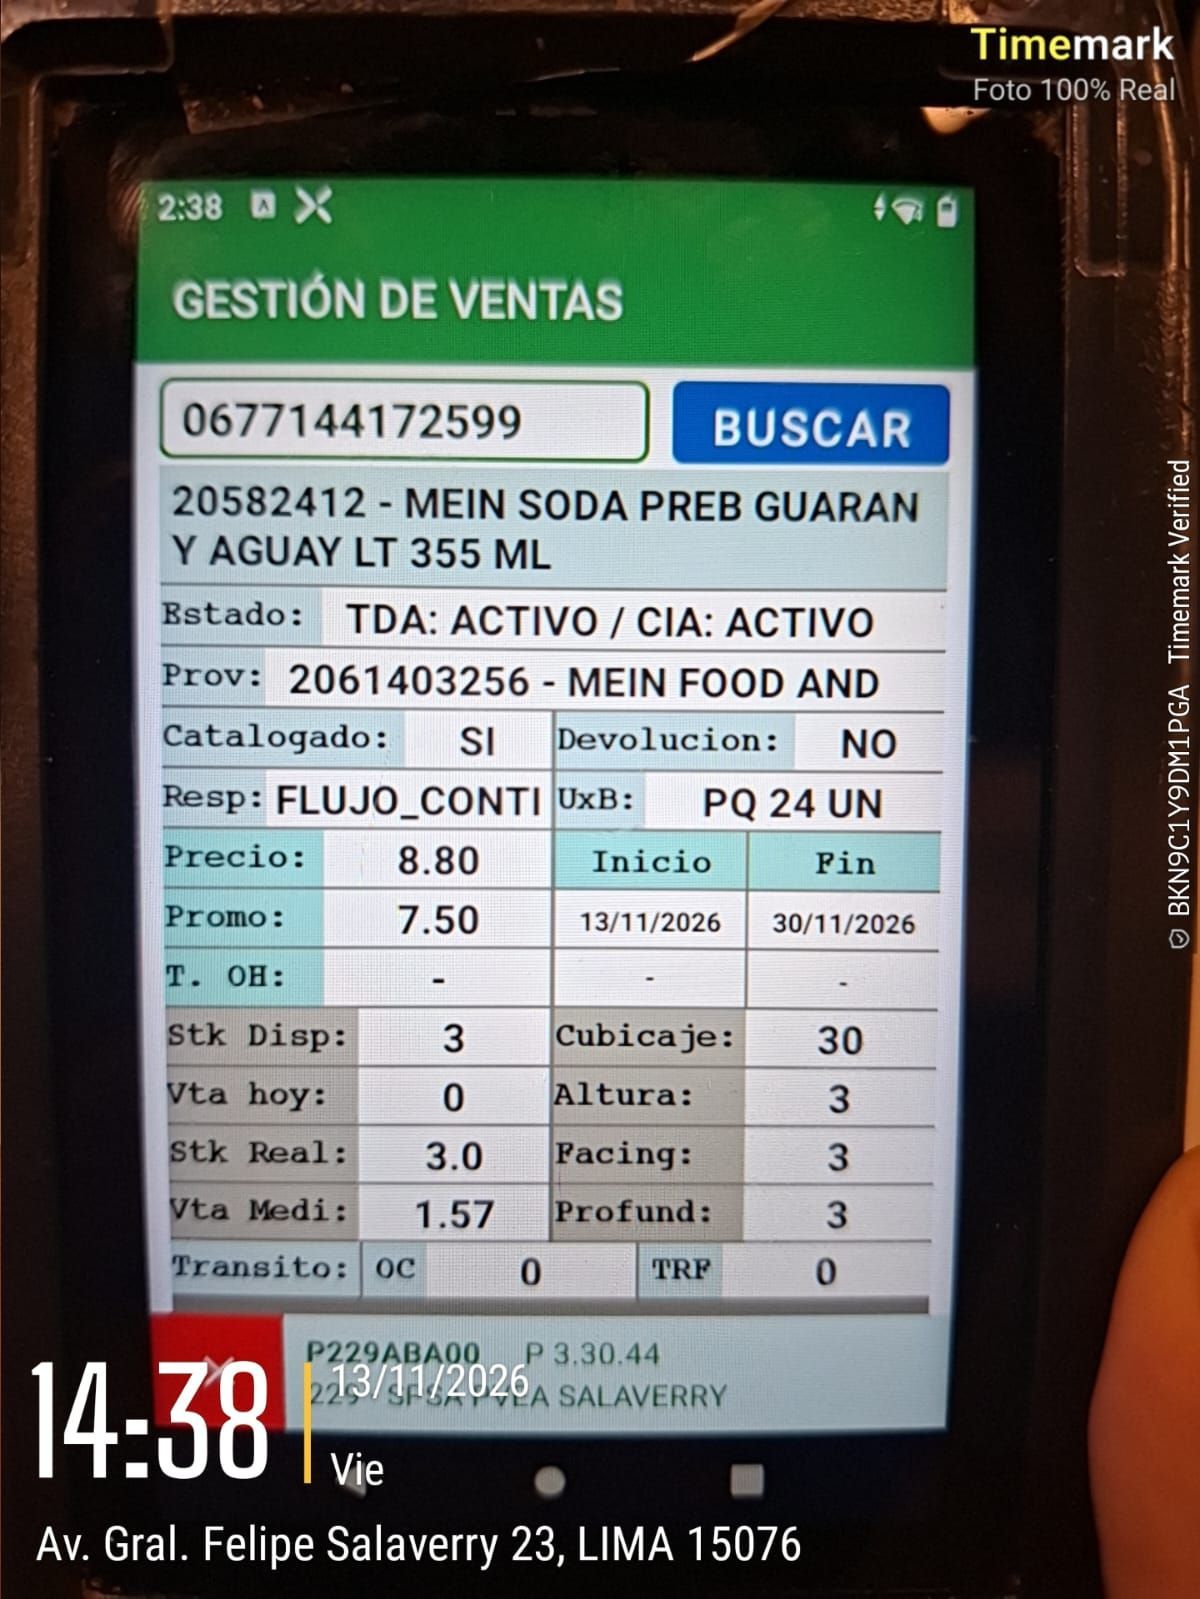 Timemark
Foto 100% Real
2:38
GESTIÓN DE VENTAS
0677144172599 BUSCAR
20582412 - MEIN SODA PREB GUARAN
Y AGUAY LT 355 ML
Estado: TDA: ACTIVO / CIA: ACTIVO
Prov: 2061403256 - MEIN FOOD AND
Catalogado: SI Devolucion: NO
Resp: FLUJO_CONTI UxB: PQ 24 UN
Precio: 8.80 Inicio Fin
Promo: 7.50 13/11/2026 30/11/2026
T. OH: - - -
Stk Disp: 3 Cubicaje: 30
Vta hoy: 0 Altura: 3
Stk Real: 3.0 Facing: 3
Vta Medi: 1.57 Profund: 3
Transito: OC 0 TRF 0
P229ABA00 P 3.30.44
SALAVERRY
14:38
13/11/2026
Vie
Av. Gral. Felipe Salaverry 23, LIMA 15076
BKN9C1Y9DM1PGA Timemark Verified